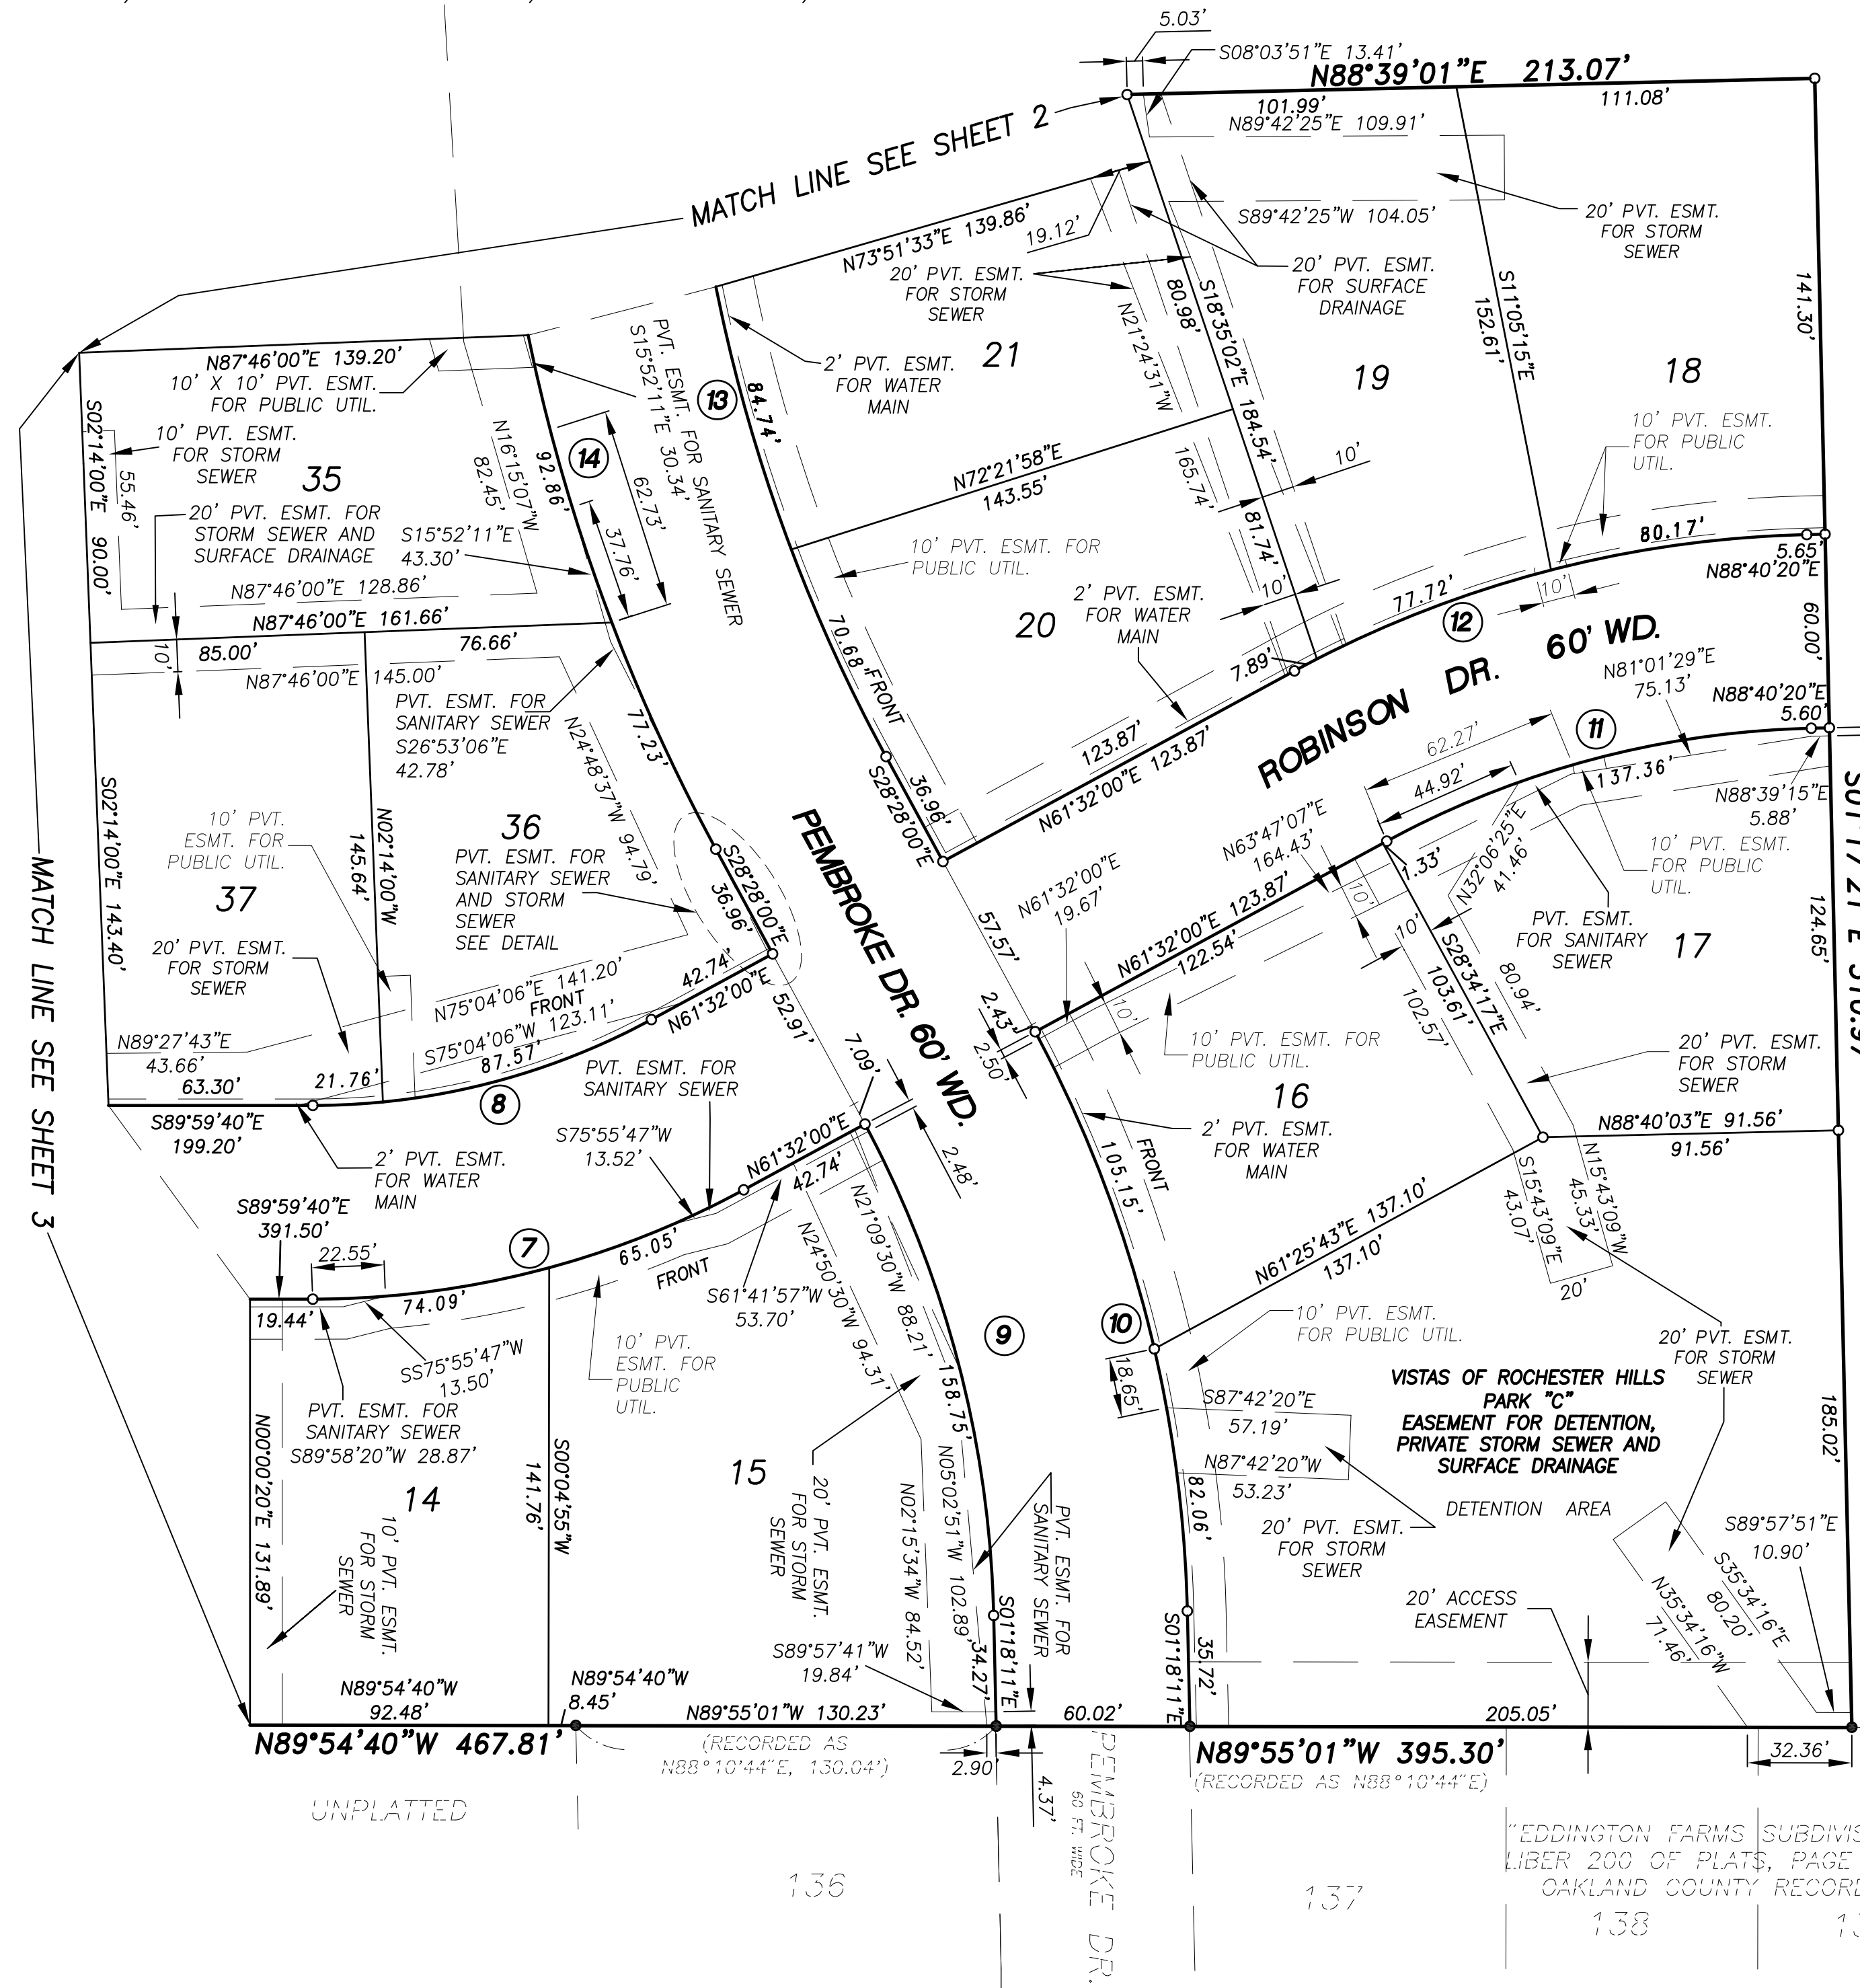 5.03'
S08°03'51"E 13.41'
N88°39'01"E 213.07'
101.99'
111.08'
N89°42'25"E 109.91'
MATCH LINE SEE SHEET 2
S89°42'25"W 104.05'
20' PVT. ESMT.
FOR STORM
SEWER
N73°51'33"E 139.86'
19.12'
20' PVT. ESMT.
FOR STORM
SEWER
20' PVT. ESMT.
FOR SURFACE
DRAINAGE
80.98'
S18°35'02"E 184.54'
N21°24'31"W
165.74'
S11°05'15"E
152.61'
141.30'
21
19
18
2' PVT. ESMT.
FOR WATER
MAIN
10' PVT. ESMT.
FOR PUBLIC
UTIL.
N87°46'00"E 139.20'
10' X 10' PVT. ESMT.
FOR PUBLIC UTIL.
PVT. ESMT. FOR SANITARY SEWER
S15°52'11"E 30.34'
13
84.74'
14
92.86'
62.73'
37.76'
S02°14'00"E 90.00'
55.46'
10' PVT. ESMT.
FOR STORM
SEWER
35
N16°15'07"W
82.45'
20' PVT. ESMT. FOR
STORM SEWER AND
SURFACE DRAINAGE
S15°52'11"E
43.30'
N87°46'00"E 128.86'
N87°46'00"E 161.66'
N72°21'58"E
143.55'
10'
81.74'
10'
10' PVT. ESMT. FOR
PUBLIC UTIL.
20
2' PVT. ESMT.
FOR WATER
MAIN
7.89'
77.72'
12
10'
80.17'
5.65'
N88°40'20"E
60.00'
10'
85.00'
76.66'
N87°46'00"E 145.00'
PVT. ESMT. FOR
SANITARY SEWER
S26°53'06"E
42.78'
77.23'
N24°48'37"W 94.79'
70.68'
FRONT
S28°28'00"E
36.96'
123.87'
N61°32'00"E 123.87'
ROBINSON DR. 60' WD.
N81°01'29"E
75.13'
N88°40'20"E
5.60'
62.27'
44.92'
11
137.36'
N88°39'15"E
5.88'
S02°14'00"E 143.40'
10' PVT.
ESMT. FOR
PUBLIC UTIL.
N02°14'00"W
145.64'
36
PVT. ESMT. FOR
SANITARY SEWER
AND STORM
SEWER
SEE DETAIL
S28°28'00"E
36.96'
PEMBROKE DR. 60' WD.
57.57'
N61°32'00"E
19.67'
N63°47'07"E
164.43'
10'
1.33'
N32°06'25"E
41.46'
10' PVT. ESMT.
FOR PUBLIC
UTIL.
37
20' PVT. ESMT.
FOR STORM
SEWER
MATCH LINE SEE SHEET 3
N75°04'06"E 141.20'
FRONT
S75°04'06"W 123.11'
42.74'
N61°32'00"E
52.91'
N61°32'00"E 123.87'
122.54'
10'
10'
PVT. ESMT.
FOR SANITARY
SEWER
17
124.65'
N89°27'43"E
43.66'
63.30'
21.76'
87.57'
8
S89°59'40"E
199.20'
2' PVT. ESMT.
FOR WATER
MAIN
PVT. ESMT. FOR
SANITARY SEWER
7.09'
2.43'
2.50'
10' PVT. ESMT. FOR
PUBLIC UTIL.
16
102.57'
S28°34'17"E
103.61'
80.94'
20' PVT. ESMT.
FOR STORM
SEWER
N88°40'03"E 91.56'
91.56'
S75°55'47"W
13.52'
N61°32'00"E
42.74'
2.48'
2' PVT. ESMT.
FOR WATER
MAIN
FRONT
105.15'
S15°43'09"E
43.07'
N15°43'09"W
45.33'
20'
N61°25'43"E 137.10'
137.10'
S89°59'40"E
391.50'
22.55'
7
65.05'
FRONT
74.09'
19.44'
S61°41'57"W
53.70'
N21°09'30"W 88.21'
N24°50'30"W 94.31'
9
10
10' PVT. ESMT.
FOR PUBLIC UTIL.
10' PVT.
ESMT. FOR
PUBLIC
UTIL.
SS75°55'47"W
13.50'
158.75'
18.65'
S87°42'20"E
57.19'
VISTAS OF ROCHESTER HILLS
PARK "C"
EASEMENT FOR DETENTION,
PRIVATE STORM SEWER AND
SURFACE DRAINAGE
20' PVT. ESMT.
FOR STORM
SEWER
185.02'
PVT. ESMT. FOR
SANITARY SEWER
S89°58'20"W 28.87'
N00°00'20"E 131.89'
14
10' PVT. ESMT.
FOR STORM
SEWER
S00°04'55"W
141.76'
15
20' PVT. ESMT.
FOR STORM
SEWER
N02°15'34"W 84.52'
N05°02'51"W 102.89'
PVT. ESMT. FOR
SANITARY SEWER
N87°42'20"W
53.23'
82.06'
DETENTION AREA
20' PVT. ESMT.
FOR STORM
SEWER
S89°57'51"E
10.90'
20' ACCESS
EASEMENT
S35°34'16"E
80.20'
N35°34'16"W
71.46'
S89°57'41"W
19.84'
34.27'
S01°18'11"E
S01°18'11"E
35.72'
N89°54'40"W
92.48'
N89°54'40"W
8.45'
N89°55'01"W 130.23'
60.02'
205.05'
N89°54'40"W 467.81'
(RECORDED AS
N88°10'44"E, 130.04')
2.90'
4.37'
N89°55'01"W 395.30'
(RECORDED AS N88°10'44"E)
32.36'
UNPLATTED
PEMBROKE DR.
60 FT. WIDE
136
137
138
"EDDINGTON FARMS SUBDIVIS
LIBER 200 OF PLATS, PAGE
OAKLAND COUNTY RECORD